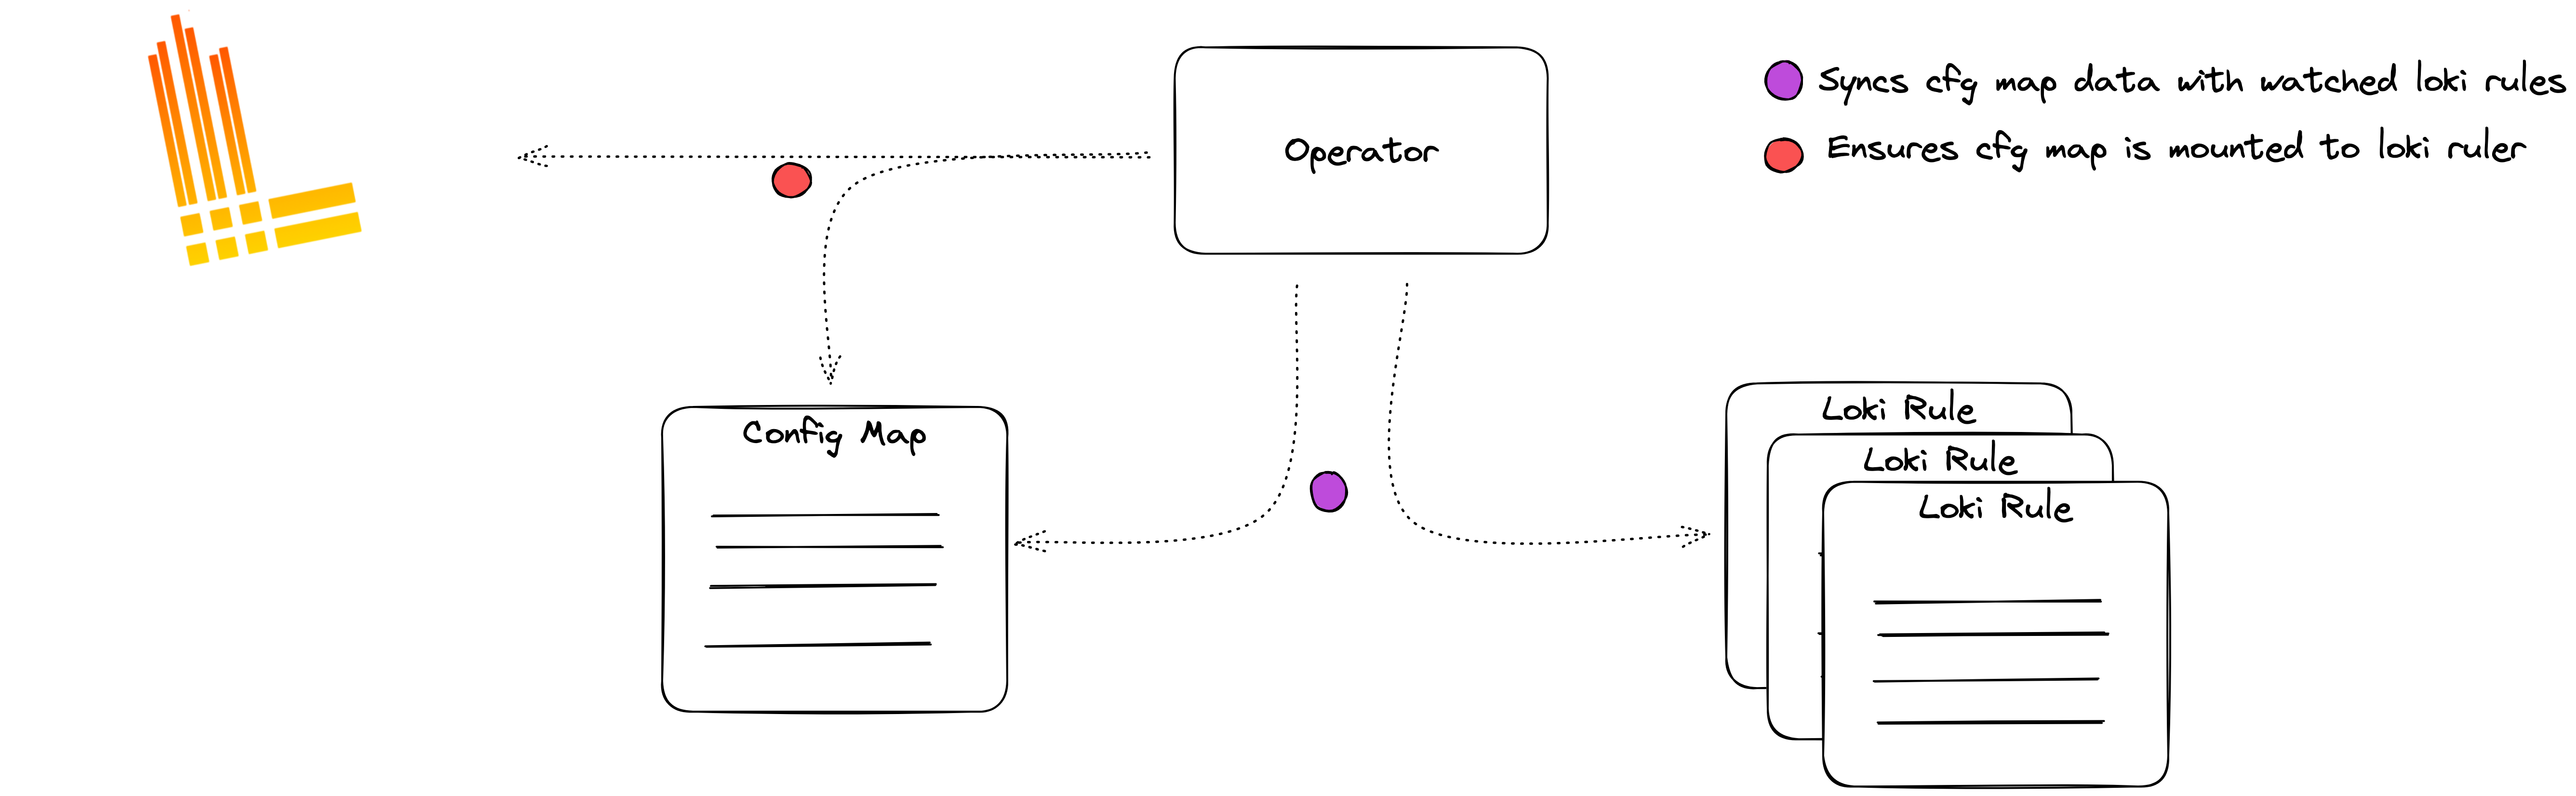 Operator
Syncs cfg map data with watched loki rules
Ensures cfg map is mounted to loki ruler
Config Map
Loki Rule
Loki Rule
Loki Rule